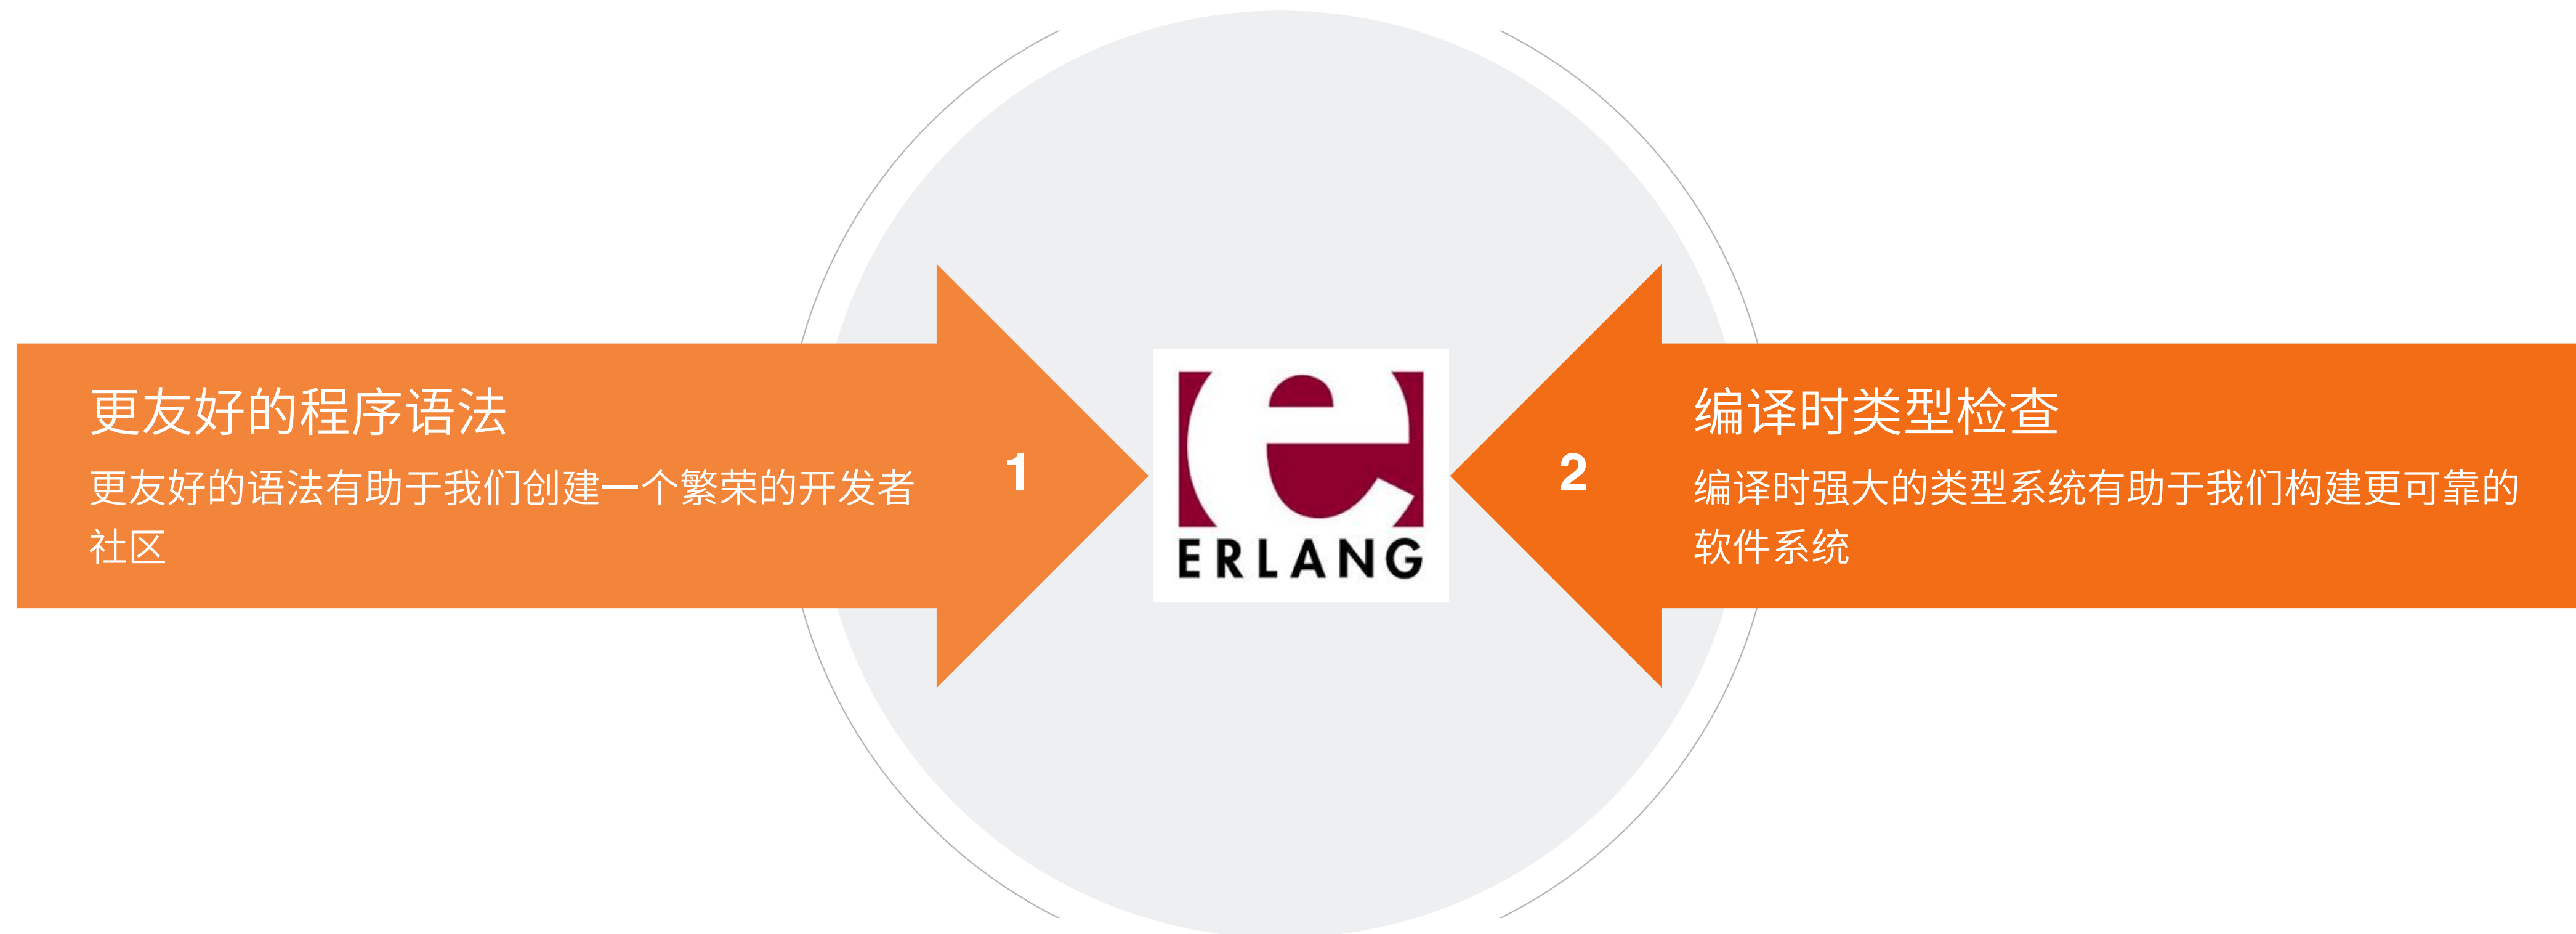 更友好的程序语法
更友好的语法有助于我们创建一个繁荣的开发者
社区
1
ERLANG
2
编译时类型检查
编译时强大的类型系统有助于我们构建更可靠的
软件系统